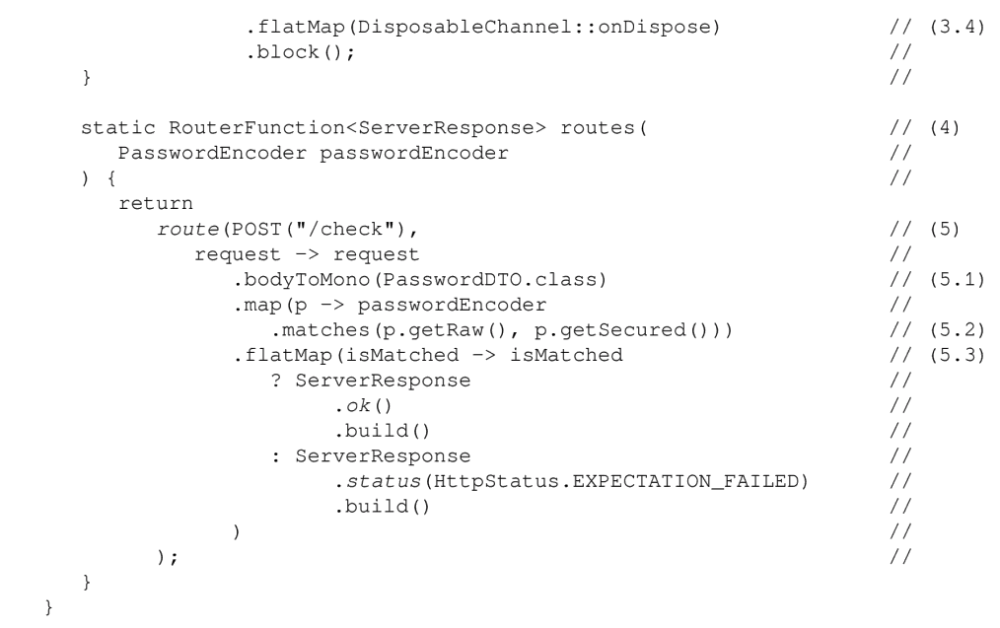 .flatMap(DisposableChannel::onDispose) // (3.4)
.block(); //
} //
static RouterFunction<ServerResponse> routes( // (4)
PasswordEncoder passwordEncoder //
) { //
return
route(POST("/check"), // (5)
request -> request //
.bodyToMono(PasswordDTO.class) // (5.1)
.map(p -> passwordEncoder //
.matches(p.getRaw(), p.getSecured())) // (5.2)
.flatMap(isMatched -> isMatched // (5.3)
? ServerResponse //
.ok() //
.build() //
: ServerResponse //
.status(HttpStatus.EXPECTATION_FAILED) //
.build() //
) //
); //
}
}